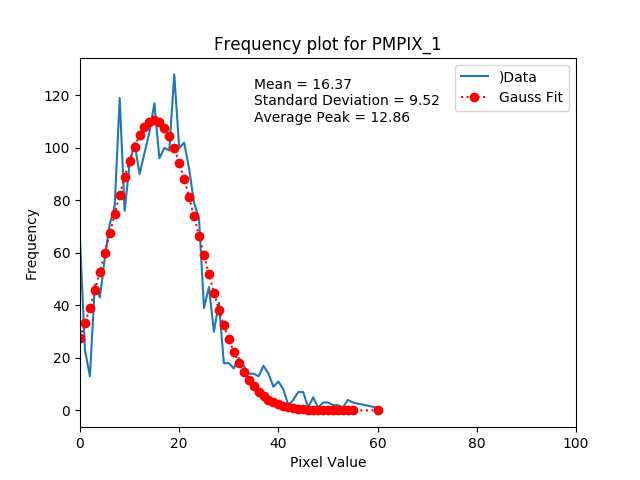 Frequency plot for PMPIX_1
Mean = 16.37
Standard Deviation = 9.52
Average Peak = 12.86
)Data
Gauss Fit
Frequency
120
100
80
60
40
20
0
0 20 40 60 80 100
Pixel Value